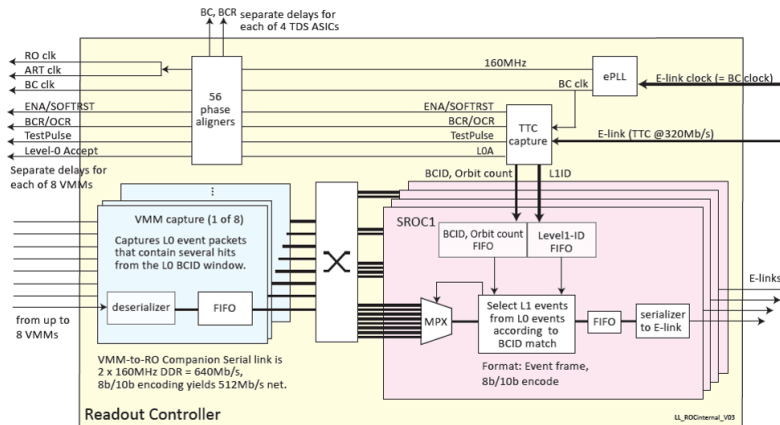 BC, BCR
separate delays for
each of 4 TDS ASICs
RO clk
ART clk
BC clk
160MHz
ePLL
E-link clock (= BC clock)
BC clk
56
phase
aligners
ENA/SOFTRST
BCR/OCR
TestPulse
Level-0 Accept
ENA/SOFTRST
BCR/OCR
TestPulse
L0A
TTC
capture
E-link (TTC @320Mb/s)
Separate delays for
each of 8 VMMs
BCID, Orbit count
L1ID
VMM capture (1 of 8)
Captures L0 event packets
that contain several hits
from the L0 BCID window.
deserializer
FIFO
from up to
8 VMMs
SROC1
BCID, Orbit count
FIFO
Level1-ID
FIFO
MPX
Select L1 events
from L0 events
according to
BCID match
FIFO
serializer
to E-link
E-links
Format: Event frame,
8b/10b encode
VMM-to-RO Companion Serial link is
2 x 160MHz DDR = 640Mb/s,
8b/10b encoding yields 512Mb/s net.
Readout Controller
LL_ROCinternal_V03